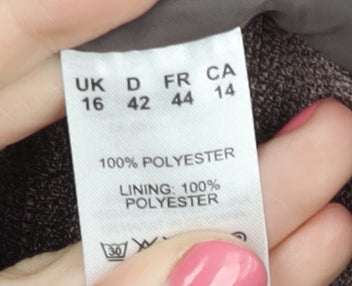 UK D FR CA
16 42 44 14
100% POLYESTER
LINING: 100%
POLYESTER